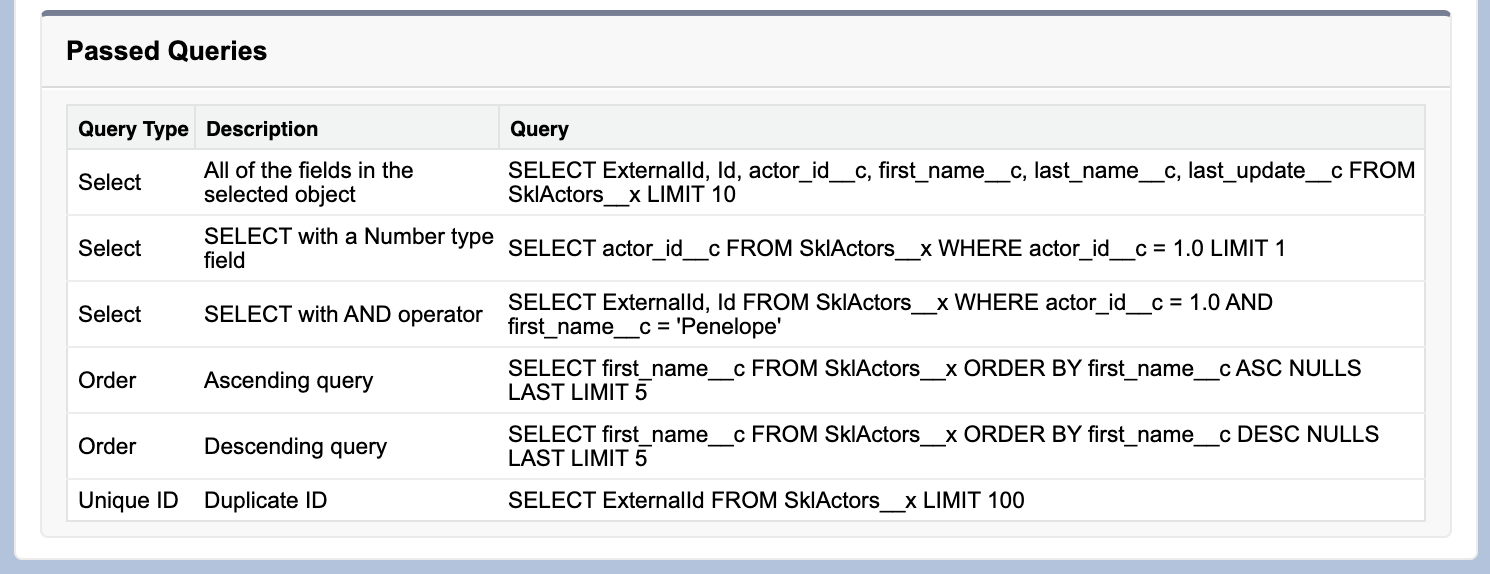 Passed Queries
Query Type Description Query
Select All of the fields in the selected object SELECT ExternalId, Id, actor_id__c, first_name__c, last_name__c, last_update__c FROM SklActors__x LIMIT 10
Select SELECT with a Number type field SELECT actor_id__c FROM SklActors__x WHERE actor_id__c = 1.0 LIMIT 1
Select SELECT with AND operator SELECT ExternalId, Id FROM SklActors__x WHERE actor_id__c = 1.0 AND first_name__c = 'Penelope'
Order Ascending query SELECT first_name__c FROM SklActors__x ORDER BY first_name__c ASC NULLS LAST LIMIT 5
Order Descending query SELECT first_name__c FROM SklActors__x ORDER BY first_name__c DESC NULLS LAST LIMIT 5
Unique ID Duplicate ID SELECT ExternalId FROM SklActors__x LIMIT 100